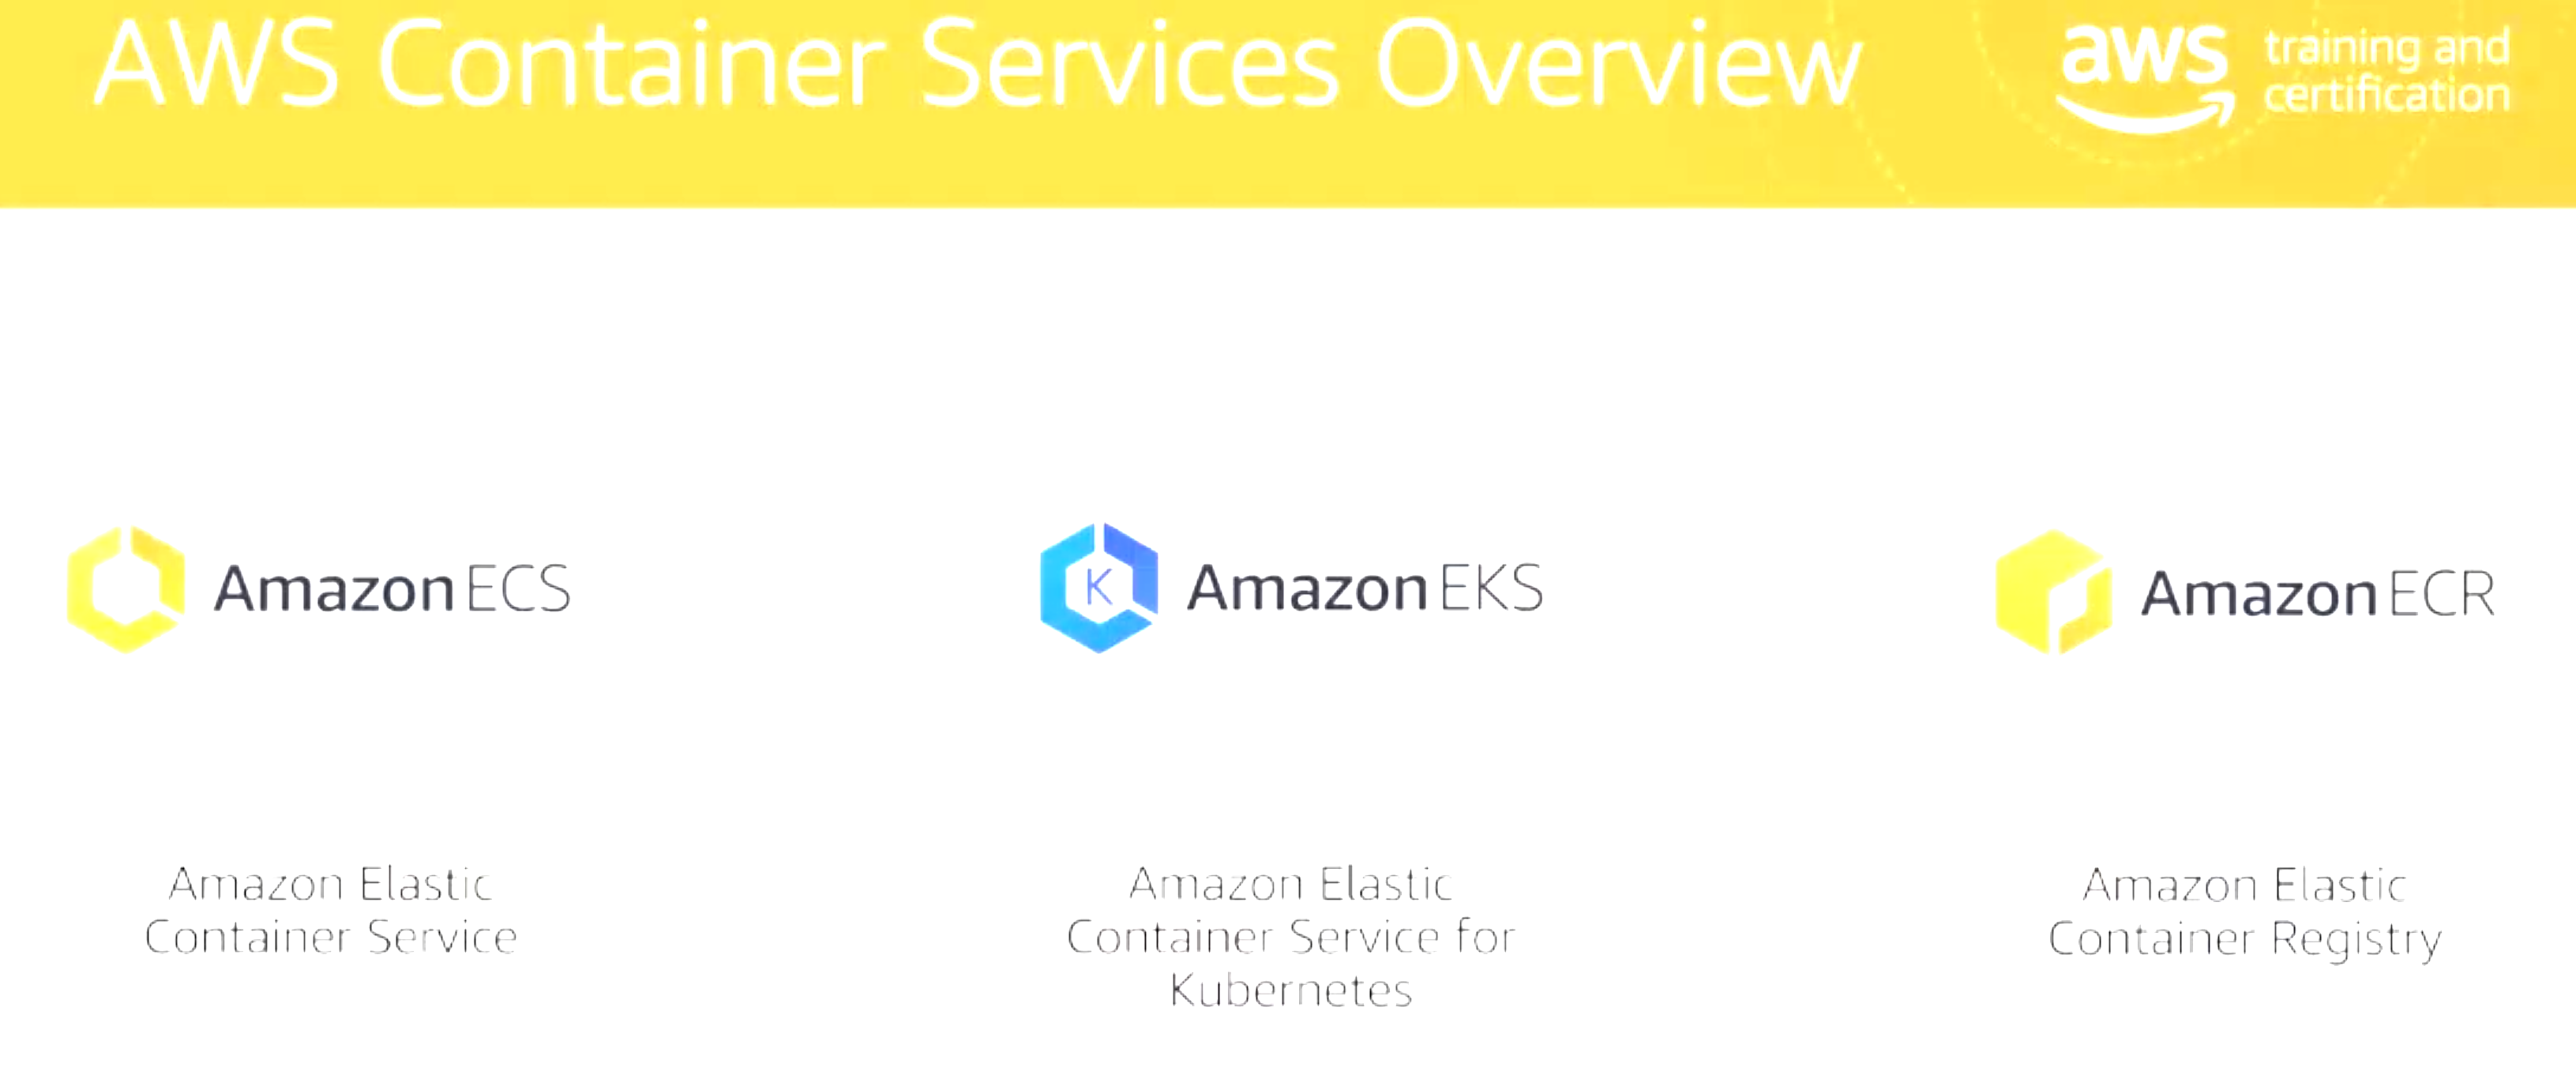 AWS Container Services Overview
aws training and
certification
Amazon ECS
K
Amazon EKS
Amazon ECR
Amazon Elastic
Container Service
Amazon Elastic
Container Service for
Kubernetes
Amazon Elastic
Container Registry